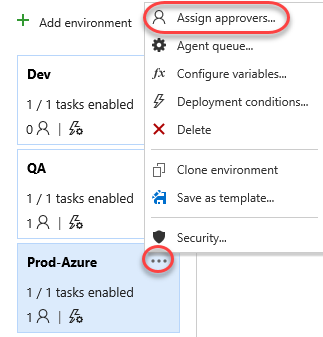 Add environment
Dev
1 / 1 tasks enabled
0
QA
1 / 1 tasks enabled
1
Prod-Azure
1 / 1 tasks enabled
1
Assign approvers...
Agent queue...
fx Configure variables...
Deployment conditions...
Delete
Clone environment
Save as template...
Security...